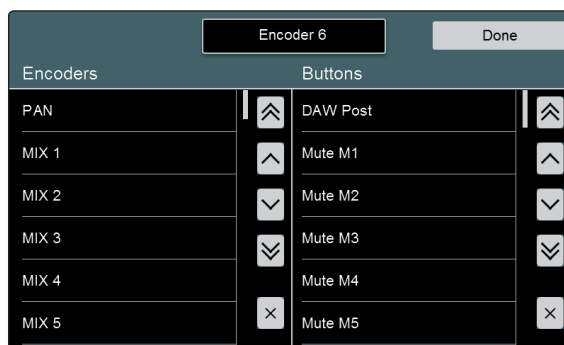 Encoder 6
Done
Encoders
Buttons
PAN
DAW Post
MIX 1
Mute M1
MIX 2
Mute M2
MIX 3
Mute M3
MIX 4
Mute M4
MIX 5
Mute M5